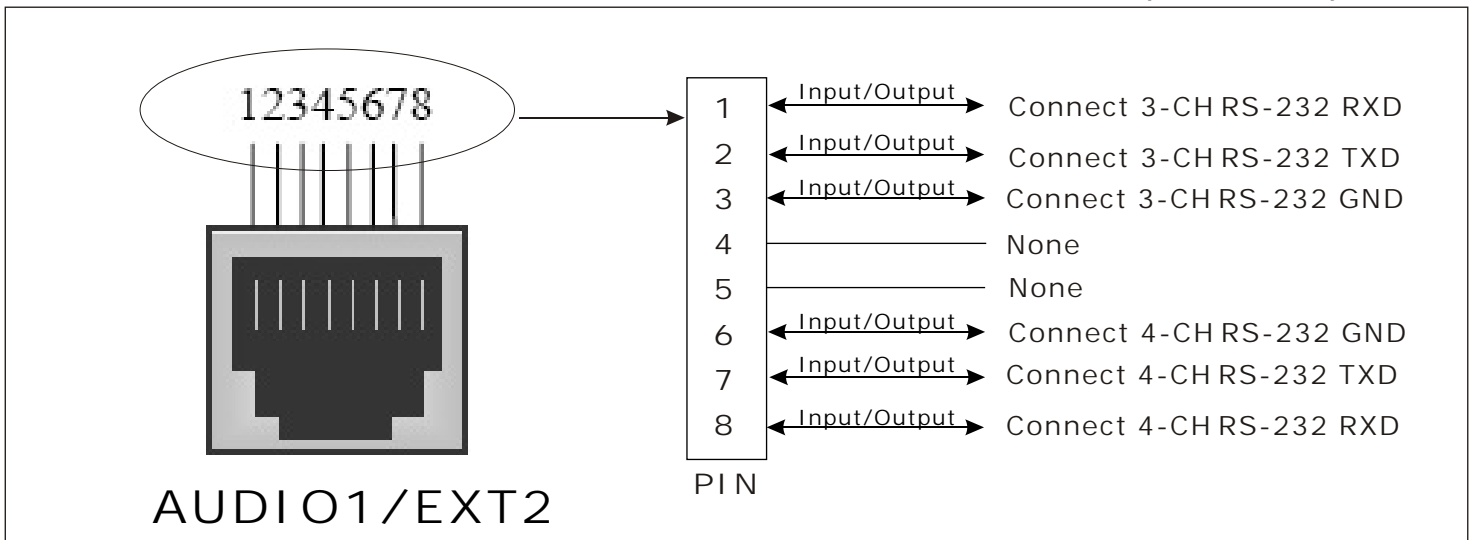 12345678
1 Input/Output Connect 3-CH RS-232 RXD
2 Input/Output Connect 3-CH RS-232 TXD
3 Input/Output Connect 3-CH RS-232 GND
4 None
5 None
6 Input/Output Connect 4-CH RS-232 GND
7 Input/Output Connect 4-CH RS-232 TXD
8 Input/Output Connect 4-CH RS-232 RXD
PIN
AUDIO1/EXT2